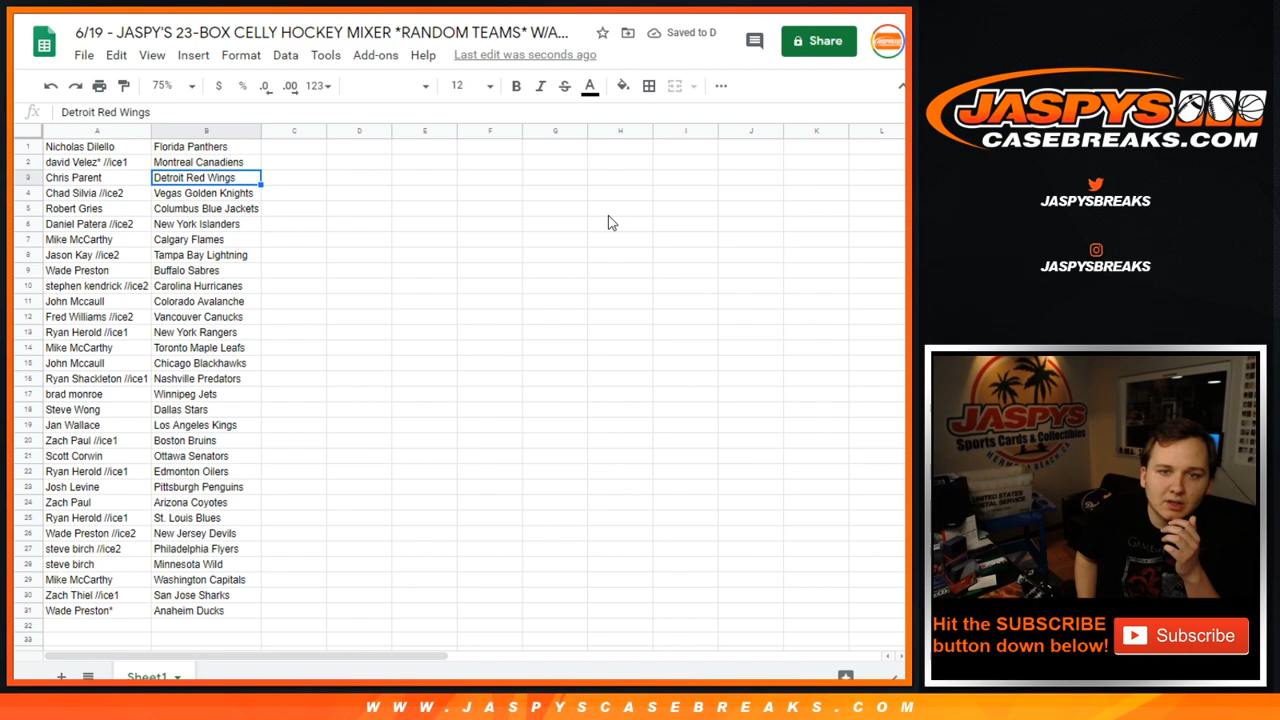 6/19 - JASPY'S 23-BOX CELLY HOCKEY MIXER *RANDOM TEAMS* W/A...
Saved to D
Share
File Edit View Insert Format Data Tools Add-ons Help Last edit was seconds ago
75% $ % .0 .00 123 12 B I S A
fx Detroit Red Wings
A B C D E F G H I J K L
1 Nicholas Dilello Florida Panthers
2 david Velez* //ice1 Montreal Canadiens
3 Chris Parent Detroit Red Wings
4 Chad Silvia //ice2 Vegas Golden Knights
5 Robert Gries Columbus Blue Jackets
6 Daniel Patera //ice2 New York Islanders
7 Mike McCarthy Calgary Flames
8 Jason Kay //ice2 Tampa Bay Lightning
9 Wade Preston Buffalo Sabres
10 stephen kendrick //ice2 Carolina Hurricanes
11 John Mccaull Colorado Avalanche
12 Fred Williams //ice2 Vancouver Canucks
13 Ryan Herold //ice1 New York Rangers
14 Mike McCarthy Toronto Maple Leafs
15 John Mccaull Chicago Blackhawks
16 Ryan Shackleton //ice1 Nashville Predators
17 brad monroe Winnipeg Jets
18 Steve Wong Dallas Stars
19 Jan Wallace Los Angeles Kings
20 Zach Paul //ice1 Boston Bruins
21 Scott Corwin Ottawa Senators
22 Ryan Herold //ice1 Edmonton Oilers
23 Josh Levine Pittsburgh Penguins
24 Zach Paul Arizona Coyotes
25 Ryan Herold //ice1 St. Louis Blues
26 Wade Preston //ice2 New Jersey Devils
27 steve birch //ice2 Philadelphia Flyers
28 steve birch Minnesota Wild
29 Mike McCarthy Washington Capitals
30 Zach Thiel //ice1 San Jose Sharks
31 Wade Preston* Anaheim Ducks
32
33
Sheet1
JASPYS
CASEBREAKS.COM
JASPYSBREAKS
JASPYSBREAKS
JASPYS
Sports Cards & Collectibles
HERMOSA BEACH, CA
UNITED STATES
POSTAL SERVICE
Hit the SUBSCRIBE
button down below!
Subscribe
WWW.JASPYSCASEBREAKS.COM